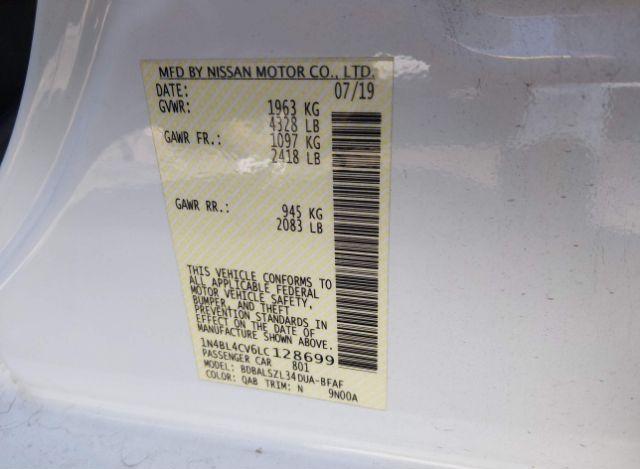 MFD BY NISSAN MOTOR CO., LTD.
DATE: 07/19
GVWR: 1963 KG
4328 LB
GAWR FR.: 1097 KG
2418 LB
GAWR RR.: 945 KG
2083 LB
THIS VEHICLE CONFORMS TO
ALL APPLICABLE FEDERAL
MOTOR VEHICLE SAFETY,
BUMPER, AND THEFT
PREVENTION STANDARDS IN
EFFECT ON THE DATE OF
MANUFACTURE SHOWN ABOVE.
1N4BL4CV6LC128699
PASSENGER CAR 801
MODEL: BDBALSZL34DUA-BFAF
COLOR: QAB TRIM: N 9N00A